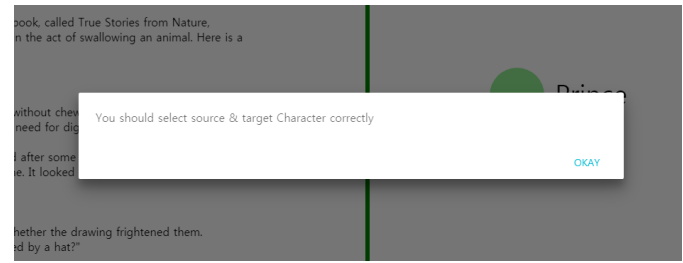 book, called True Stories from Nature,
n the act of swallowing an animal. Here is a
Prince
without chew
need for dig
You should select source & target Character correctly
d after some
ne. It looked
OKAY
hether the drawing frightened them.
ed by a hat?"